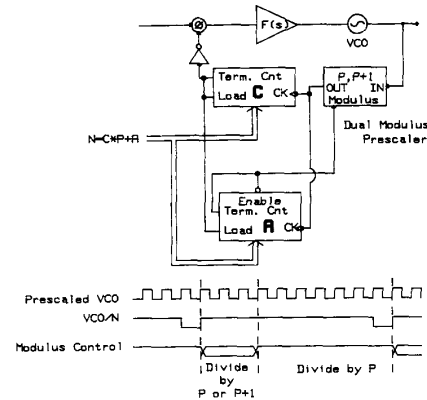 ø
F(s)
VCO
Term. Cnt
Load C CK
P,P+1
OUT IN
Modulus
Dual Modulus
Prescaler
N=C*P+A
Enable
Term. Cnt
Load A CK
Prescaled VCO
VCO/N
Modulus Control
Divide
by
P or P+1
Divide by P